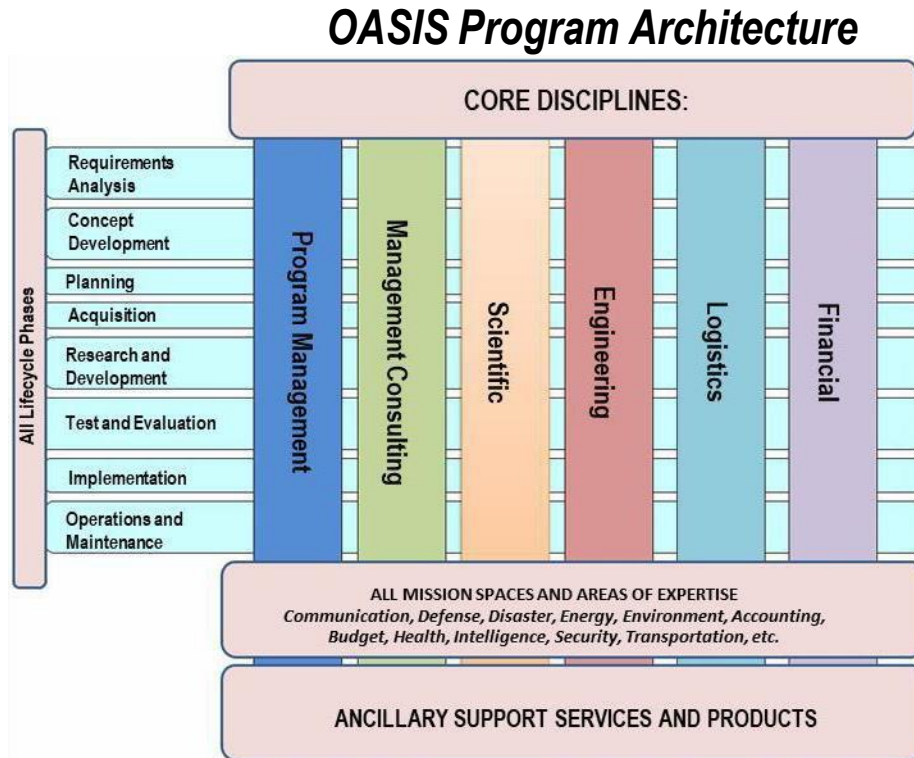 OASIS Program Architecture
CORE DISCIPLINES:
All Lifecycle Phases
Requirements
Analysis
Concept
Development
Planning
Acquisition
Research and
Development
Test and Evaluation
Implementation
Operations and
Maintenance
Program Management
Management Consulting
Scientific
Engineering
Logistics
Financial
ALL MISSION SPACES AND AREAS OF EXPERTISE
Communication, Defense, Disaster, Energy, Environment, Accounting,
Budget, Health, Intelligence, Security, Transportation, etc.
ANCILLARY SUPPORT SERVICES AND PRODUCTS